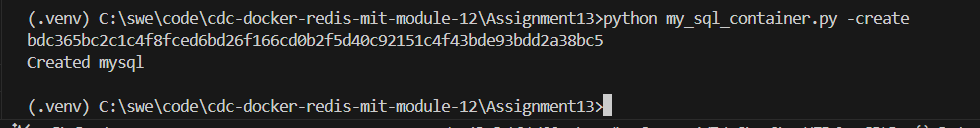 (.venv) C:\swe\code\cdc-docker-redis-mit-module-12\Assignment13>python my_sql_container.py -create
bdc365bc2c1c4f8fced6bd26f166cd0b2f5d40c92151c4f43bde93bdd2a38bc5
Created mysql
(.venv) C:\swe\code\cdc-docker-redis-mit-module-12\Assignment13>